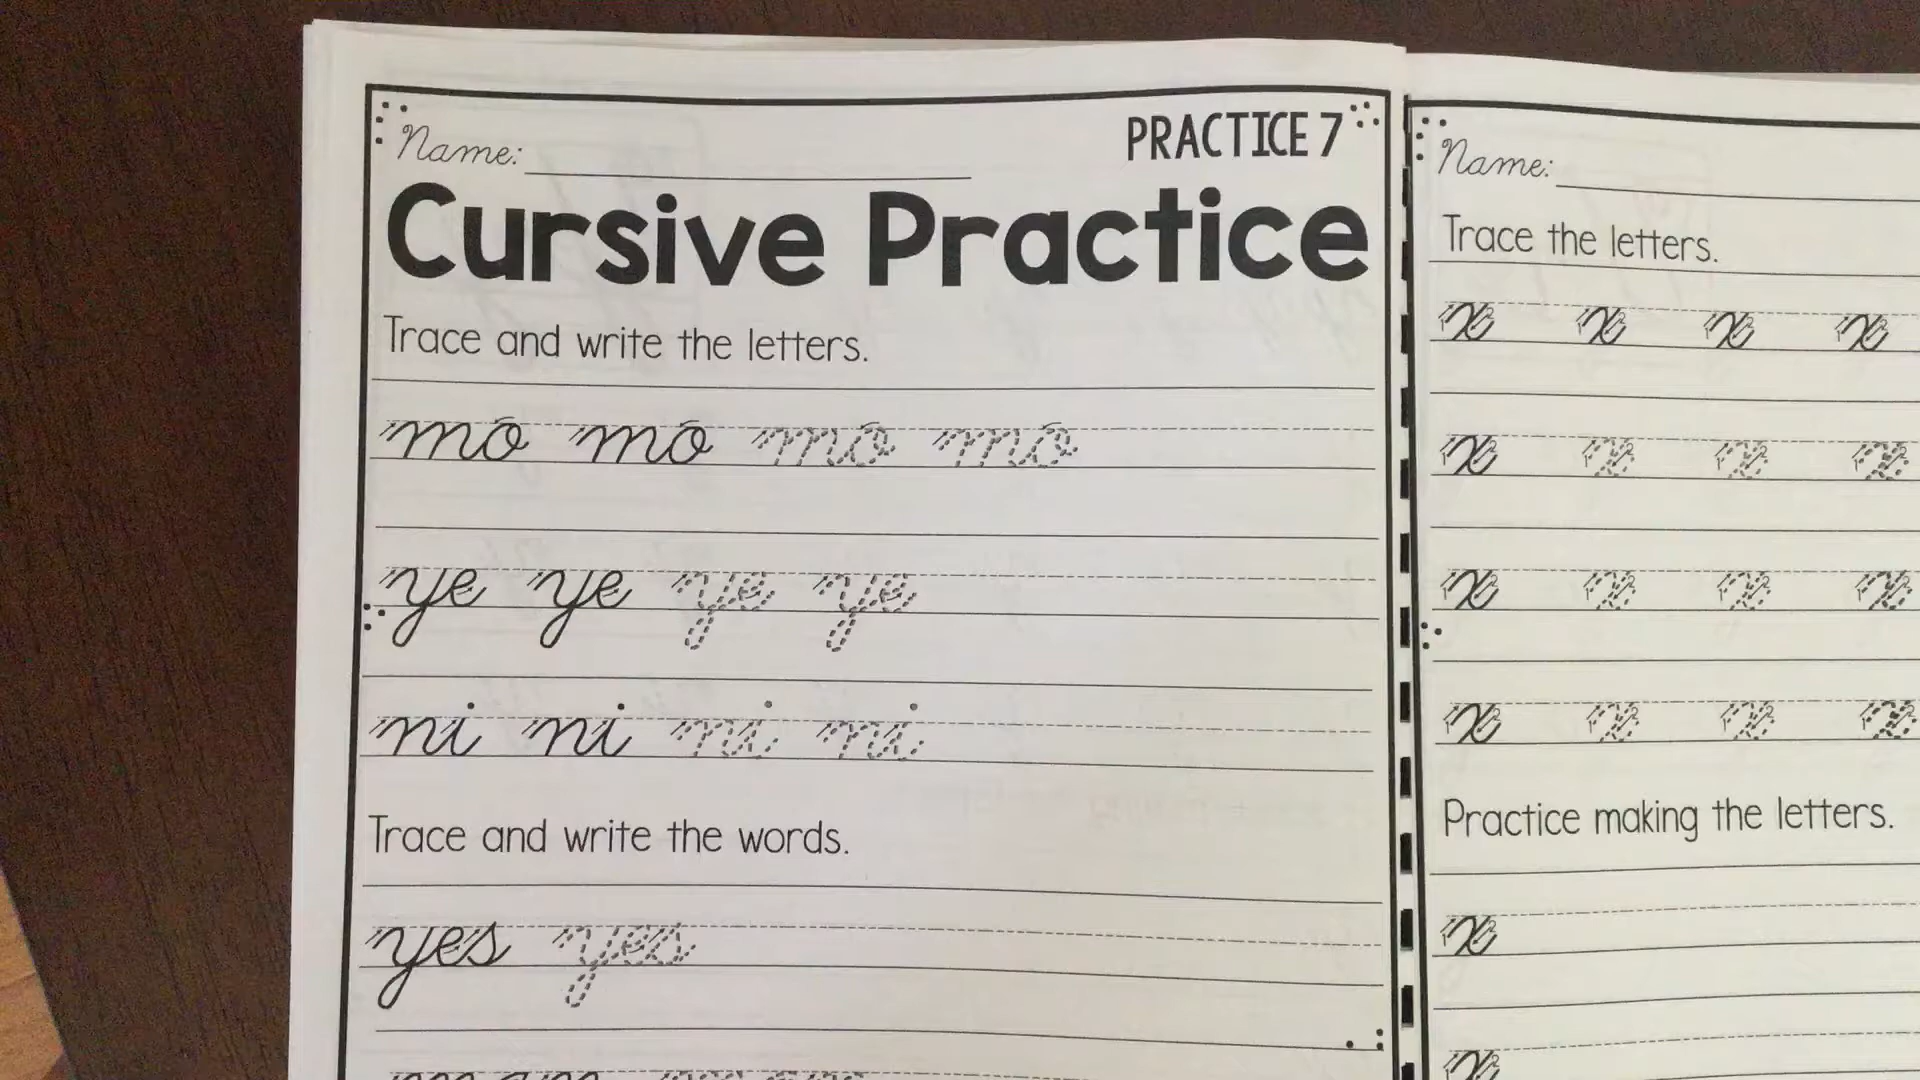 Name:
PRACTICE 7
Cursive Practice
Trace and write the letters.
mo mo mo mo
ye ye ye ye
ni ni ni ni
Trace and write the words.
yes yes
Name:
Trace the letters.
x x x x
x x x x
x x x x
x x x x
Practice making the letters.
x
x